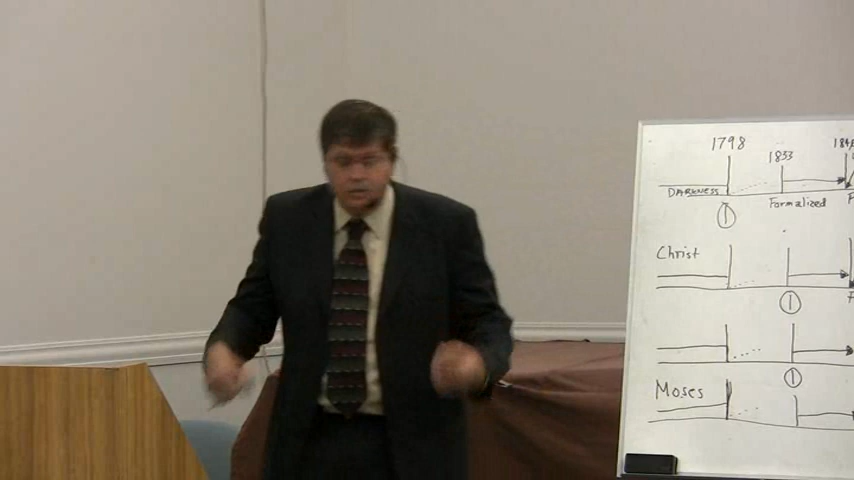 1798
1833
DARKNESS
Formalized
1
Christ
1
1
Moses